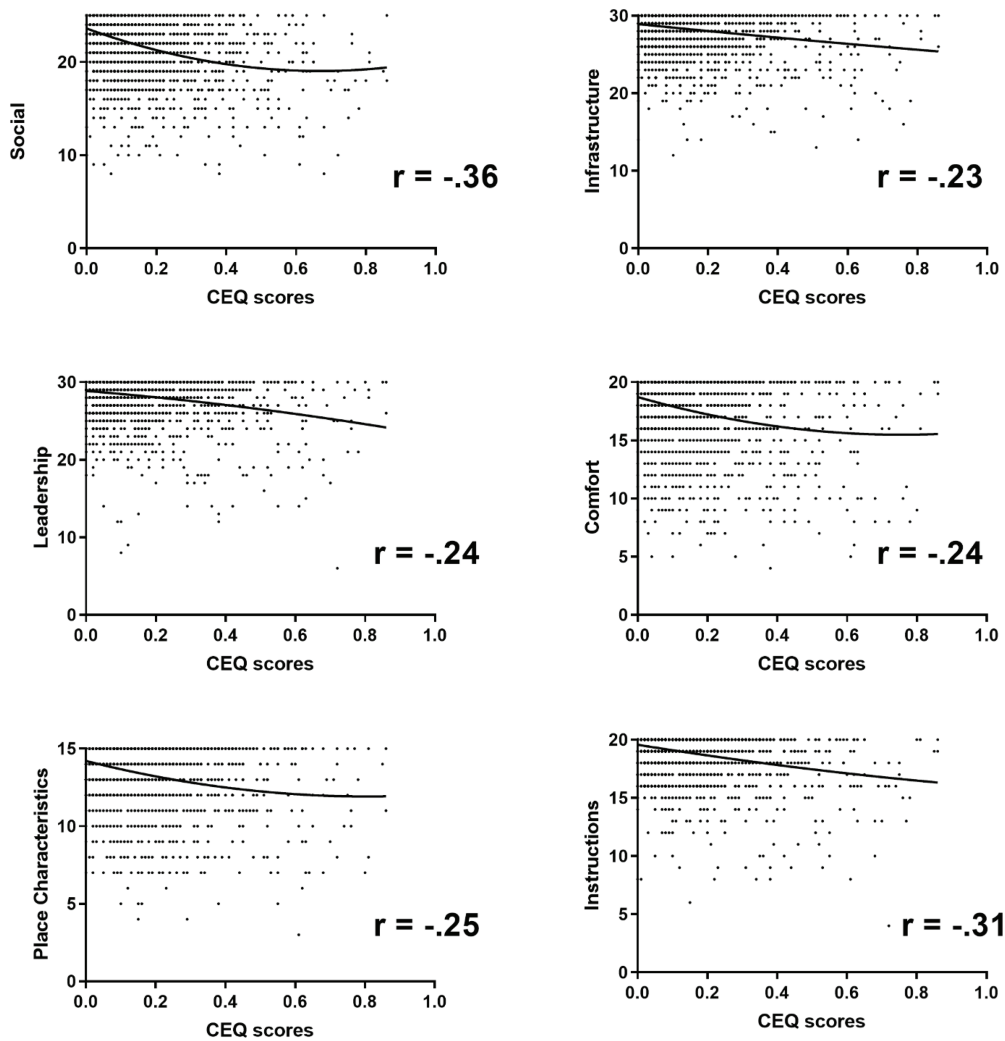 Social
20
10
0
0.0 0.2 0.4 0.6 0.8 1.0
CEQ scores
r = -.36
Infrastructure
30
20
10
0
0.0 0.2 0.4 0.6 0.8 1.0
CEQ scores
r = -.23
Leadership
30
20
10
0
0.0 0.2 0.4 0.6 0.8 1.0
CEQ scores
r = -.24
Comfort
20
15
10
5
0
0.0 0.2 0.4 0.6 0.8 1.0
CEQ scores
r = -.24
Place Characteristics
15
10
5
0
0.0 0.2 0.4 0.6 0.8 1.0
CEQ scores
r = -.25
Instructions
20
15
10
5
0
0.0 0.2 0.4 0.6 0.8 1.0
CEQ scores
r = -.31